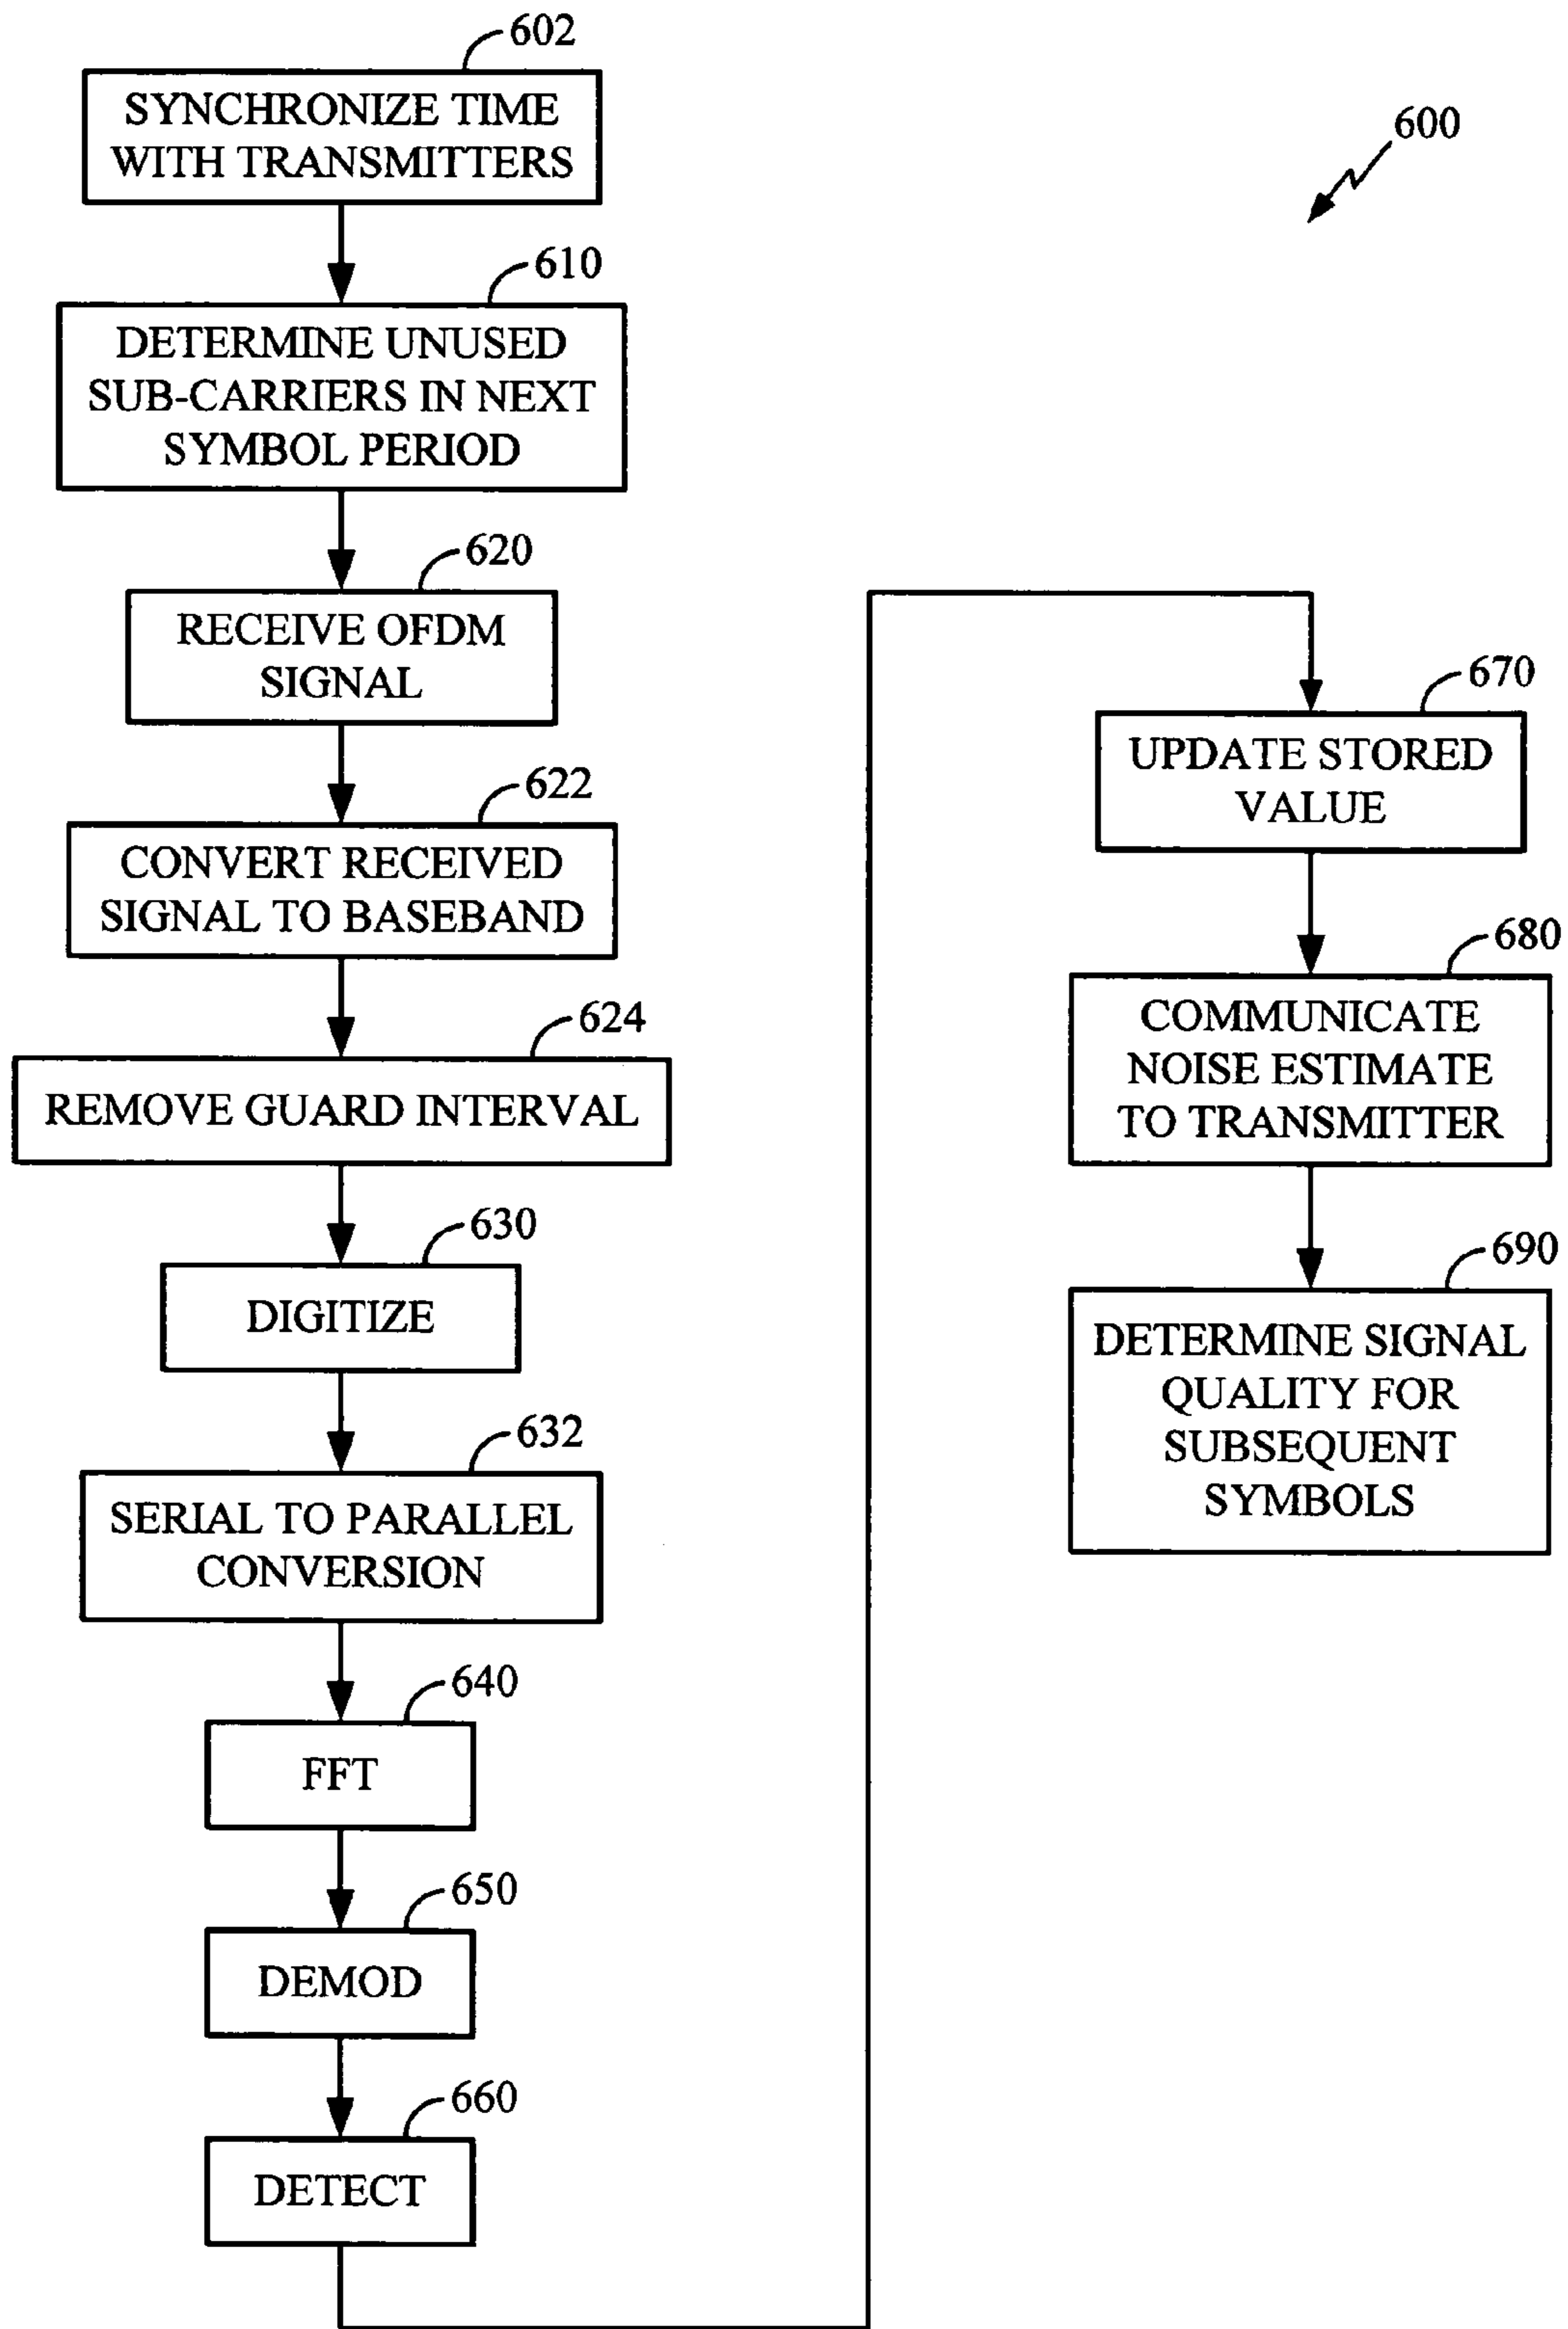 602
SYNCHRONIZE TIME
WITH TRANSMITTERS
600
610
DETERMINE UNUSED
SUB-CARRIERS IN NEXT
SYMBOL PERIOD
620
RECEIVE OFDM
SIGNAL
622
CONVERT RECEIVED
SIGNAL TO BASEBAND
624
REMOVE GUARD INTERVAL
630
DIGITIZE
632
SERIAL TO PARALLEL
CONVERSION
640
FFT
650
DEMOD
660
DETECT
670
UPDATE STORED
VALUE
680
COMMUNICATE
NOISE ESTIMATE
TO TRANSMITTER
690
DETERMINE SIGNAL
QUALITY FOR
SUBSEQUENT
SYMBOLS